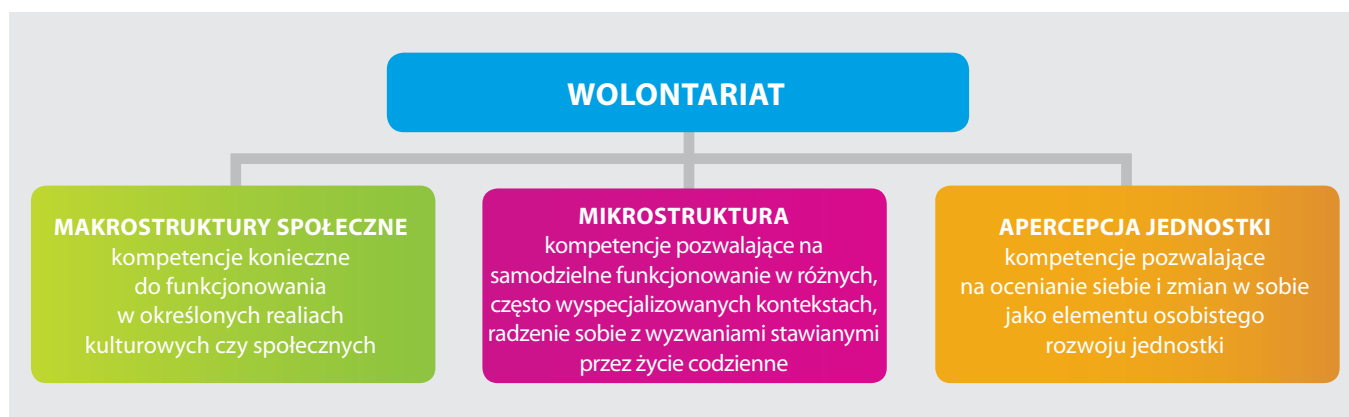 WOLONTARIAT
MAKROSTRUKTURY SPOŁECZNE
kompetencje konieczne
do funkcjonowania
w określonych realiach
kulturowych czy społecznych
MIKROSTRUKTURA
kompetencje pozwalające na
samodzielne funkcjonowanie w różnych,
często wyspecjalizowanych kontekstach,
radzenie sobie z wyzwaniami stawianymi
przez życie codzienne
APERCEPCJA JEDNOSTKI
kompetencje pozwalające
na ocenianie siebie i zmian w sobie
jako elementu osobistego
rozwoju jednostki